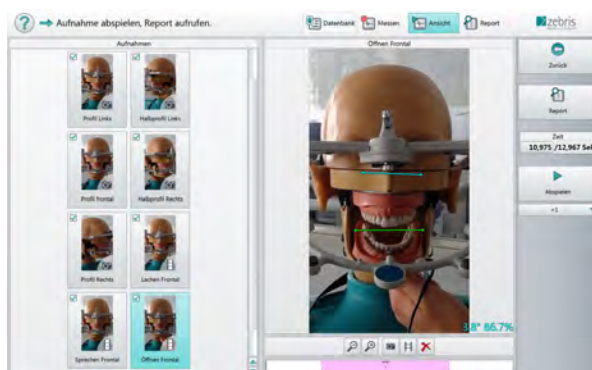 ? Aufnahme abspielen, Report aufrufen.
Datenbank Messen Ansicht Report zebris
Aufnahmen
Profil Links Halbprofil Links
Profil frontal Halbprofil Rechts
Profil Rechts Lachen Frontal
Sprechen Frontal Öffnen Frontal
Öffnen Frontal
86.7%
Zurück
Report
Zeit
10,975 /12,967 Sek
Abspielen